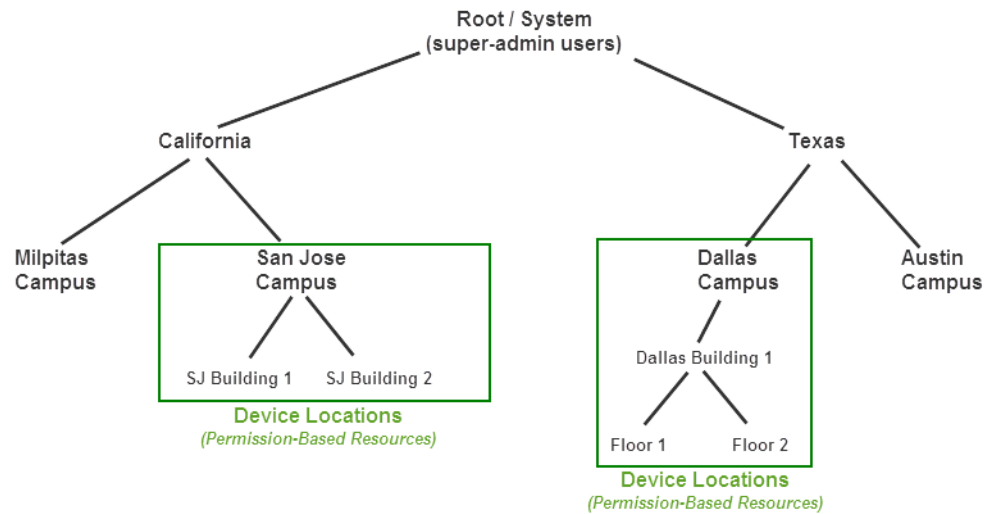 Root / System
(super-admin users)
California
Texas
Milpitas
Campus
San Jose
Campus
Dallas
Campus
Austin
Campus
SJ Building 1
SJ Building 2
Dallas Building 1
Floor 1
Floor 2
Device Locations
(Permission-Based Resources)
Device Locations
(Permission-Based Resources)